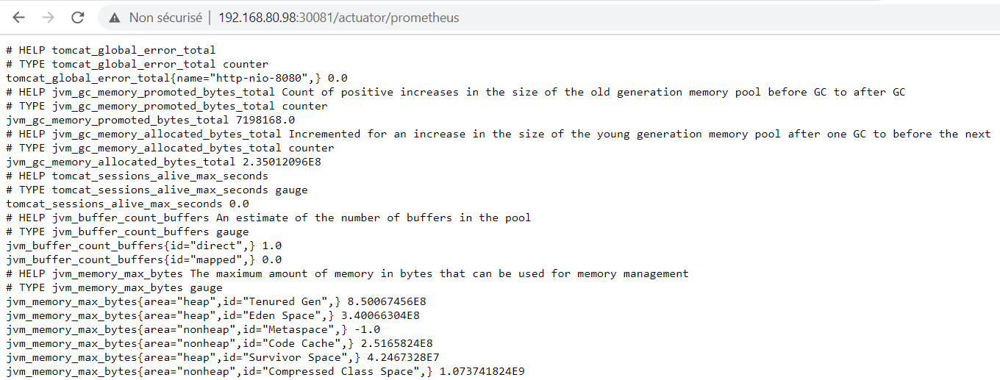 Non sécurisé | 192.168.80.98:30081/actuator/prometheus
# HELP tomcat_global_error_total
# TYPE tomcat_global_error_total counter
tomcat_global_error_total{name="http-nio-8080",} 0.0
# HELP jvm_gc_memory_promoted_bytes_total Count of positive increases in the size of the old generation memory pool before GC to after GC
# TYPE jvm_gc_memory_promoted_bytes_total counter
jvm_gc_memory_promoted_bytes_total 7198168.0
# HELP jvm_gc_memory_allocated_bytes_total Incremented for an increase in the size of the young generation memory pool after one GC to before the next
# TYPE jvm_gc_memory_allocated_bytes_total counter
jvm_gc_memory_allocated_bytes_total 2.35012096E8
# HELP tomcat_sessions_alive_max_seconds
# TYPE tomcat_sessions_alive_max_seconds gauge
tomcat_sessions_alive_max_seconds 0.0
# HELP jvm_buffer_count_buffers An estimate of the number of buffers in the pool
# TYPE jvm_buffer_count_buffers gauge
jvm_buffer_count_buffers{id="direct",} 1.0
jvm_buffer_count_buffers{id="mapped",} 0.0
# HELP jvm_memory_max_bytes The maximum amount of memory in bytes that can be used for memory management
# TYPE jvm_memory_max_bytes gauge
jvm_memory_max_bytes{area="heap",id="Tenured Gen",} 8.50067456E8
jvm_memory_max_bytes{area="heap",id="Eden Space",} 3.40066304E8
jvm_memory_max_bytes{area="nonheap",id="Metaspace",} -1.0
jvm_memory_max_bytes{area="nonheap",id="Code Cache",} 2.5165824E8
jvm_memory_max_bytes{area="heap",id="Survivor Space",} 4.2467328E7
jvm_memory_max_bytes{area="nonheap",id="Compressed Class Space",} 1.073741824E9